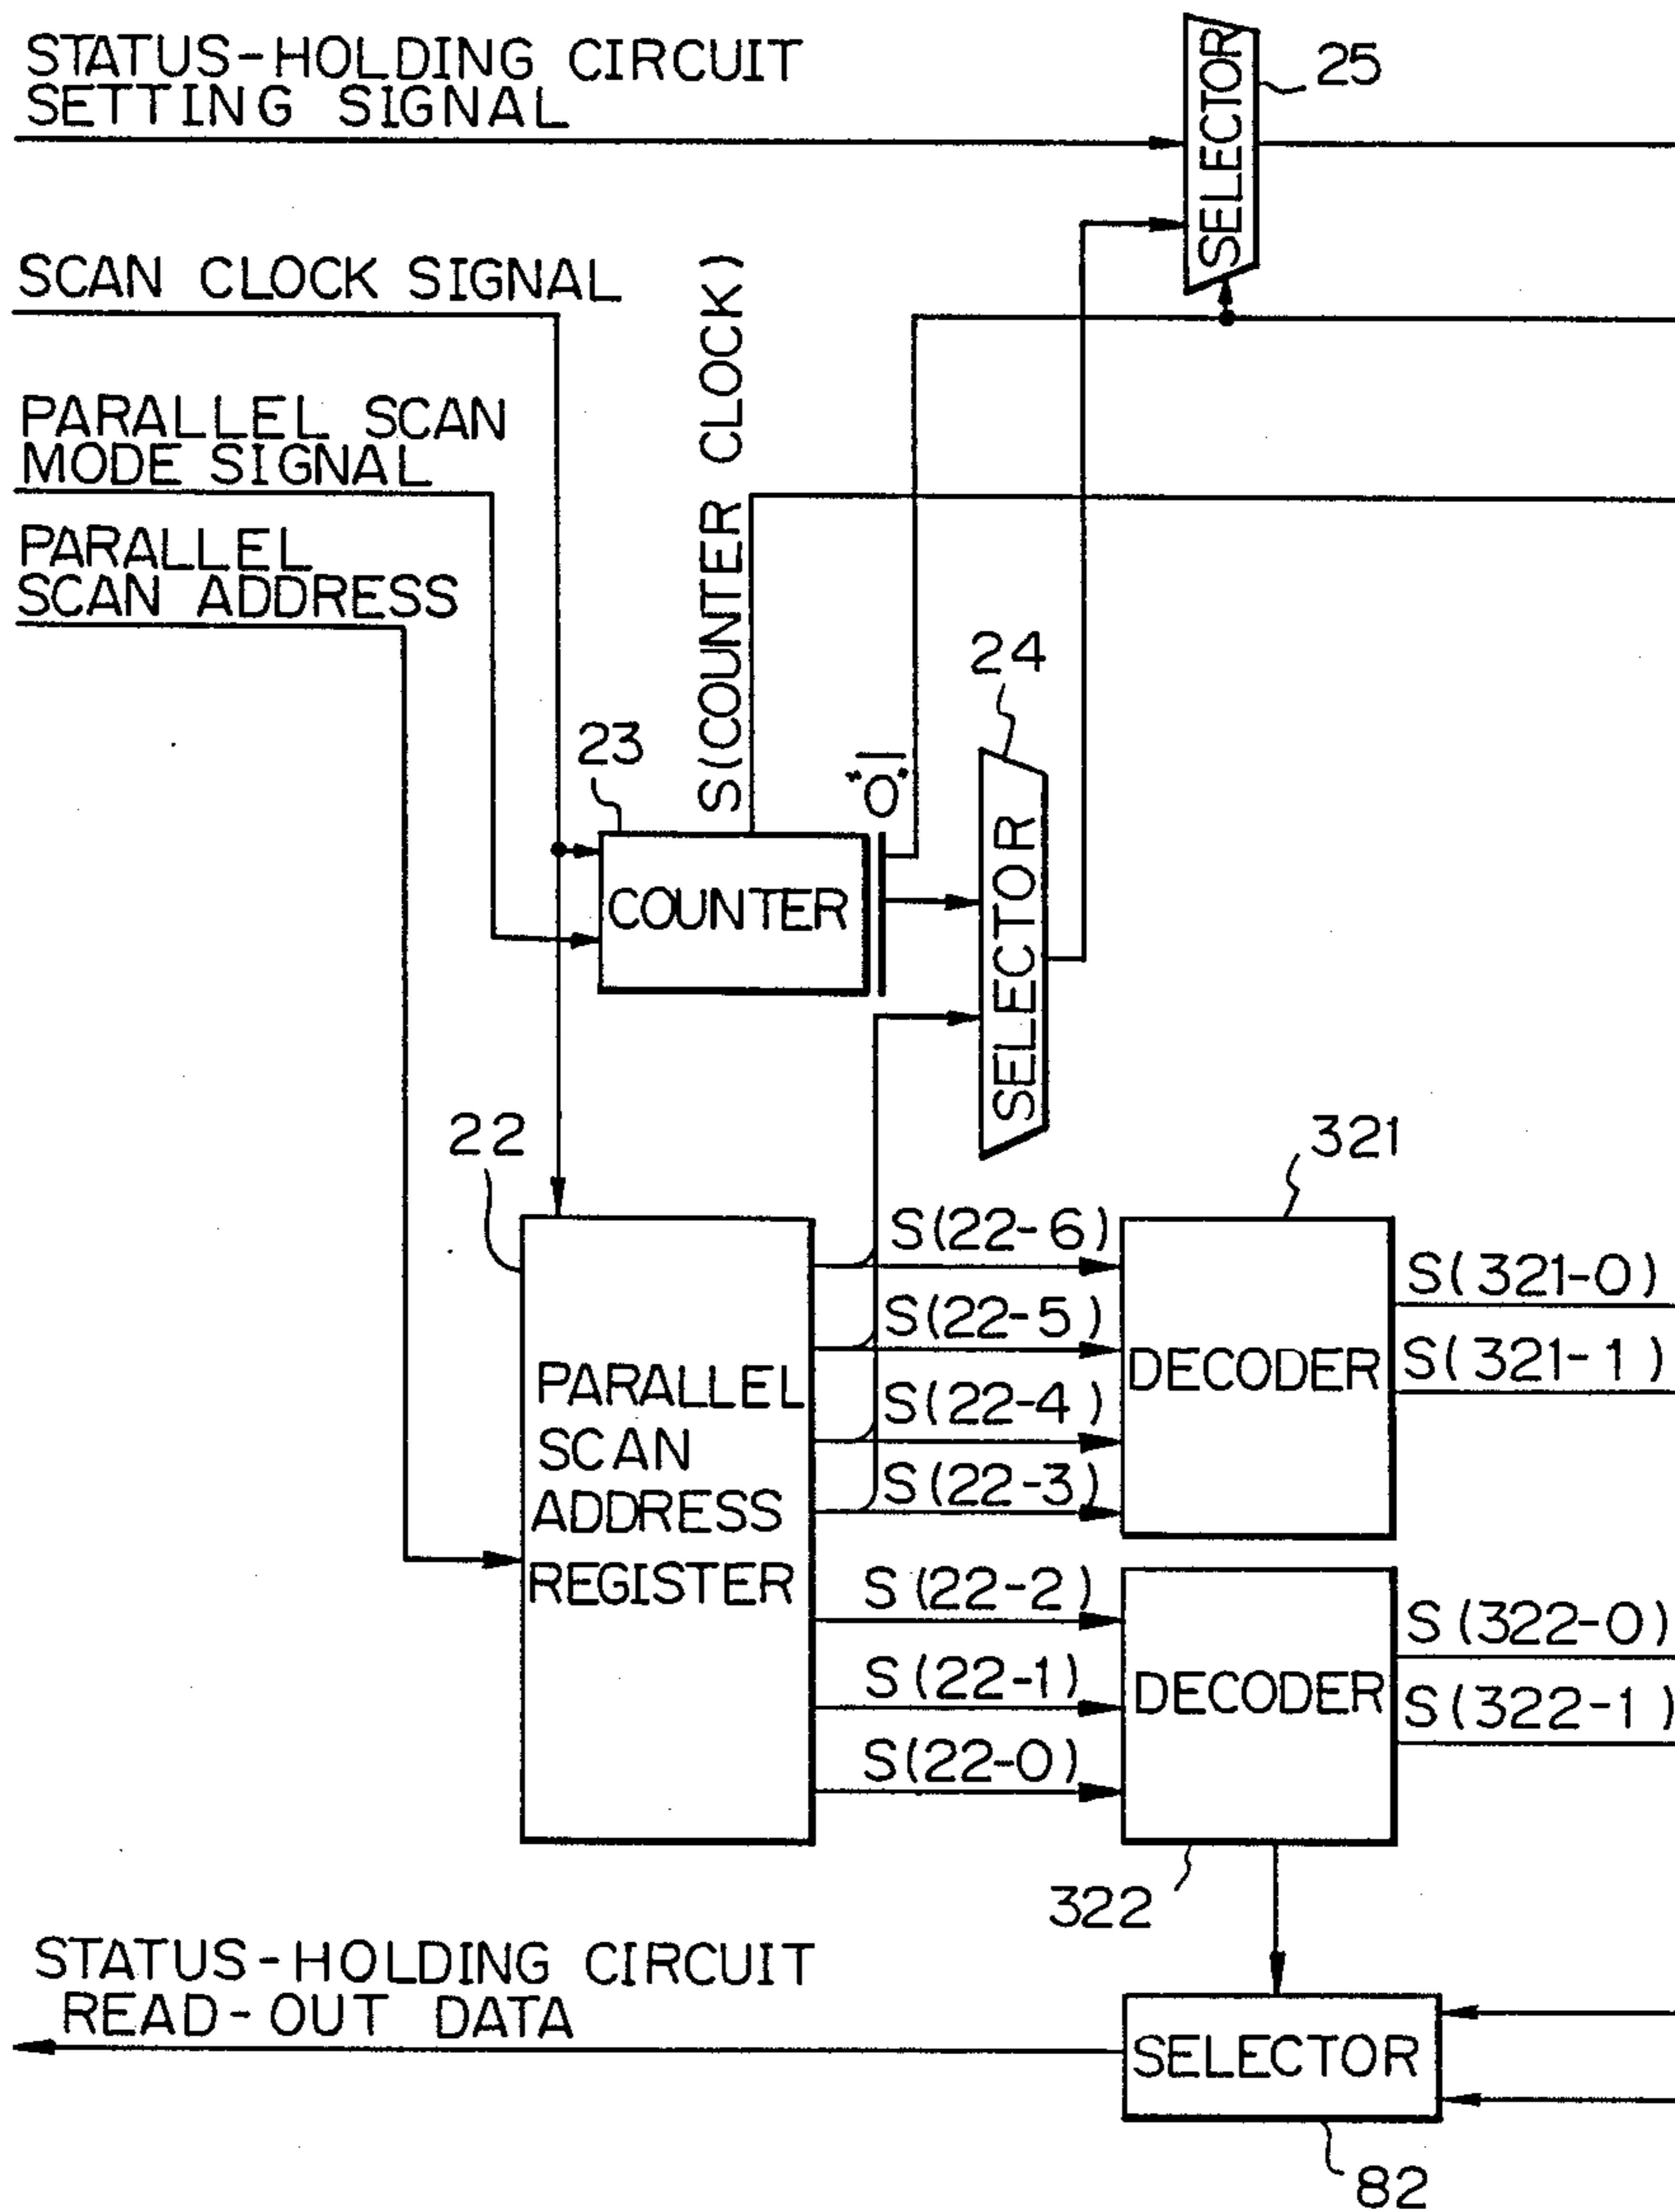 STATUS-HOLDING CIRCUIT
SETTING SIGNAL
SELECTOR
25
SCAN CLOCK SIGNAL
S(COUNTER CLOCK)
PARALLEL SCAN
MODE SIGNAL
PARALLEL
SCAN ADDRESS
24
23
"0"
COUNTER
SELECTOR
22
321
S(22-6)
S(321-0)
S(22-5)
DECODER
S(321-1)
PARALLEL
SCAN
ADDRESS
REGISTER
S(22-4)
S(22-3)
S(22-2)
S(322-0)
S(22-1)
DECODER
S(322-1)
S(22-0)
322
STATUS-HOLDING CIRCUIT
READ-OUT DATA
SELECTOR
82